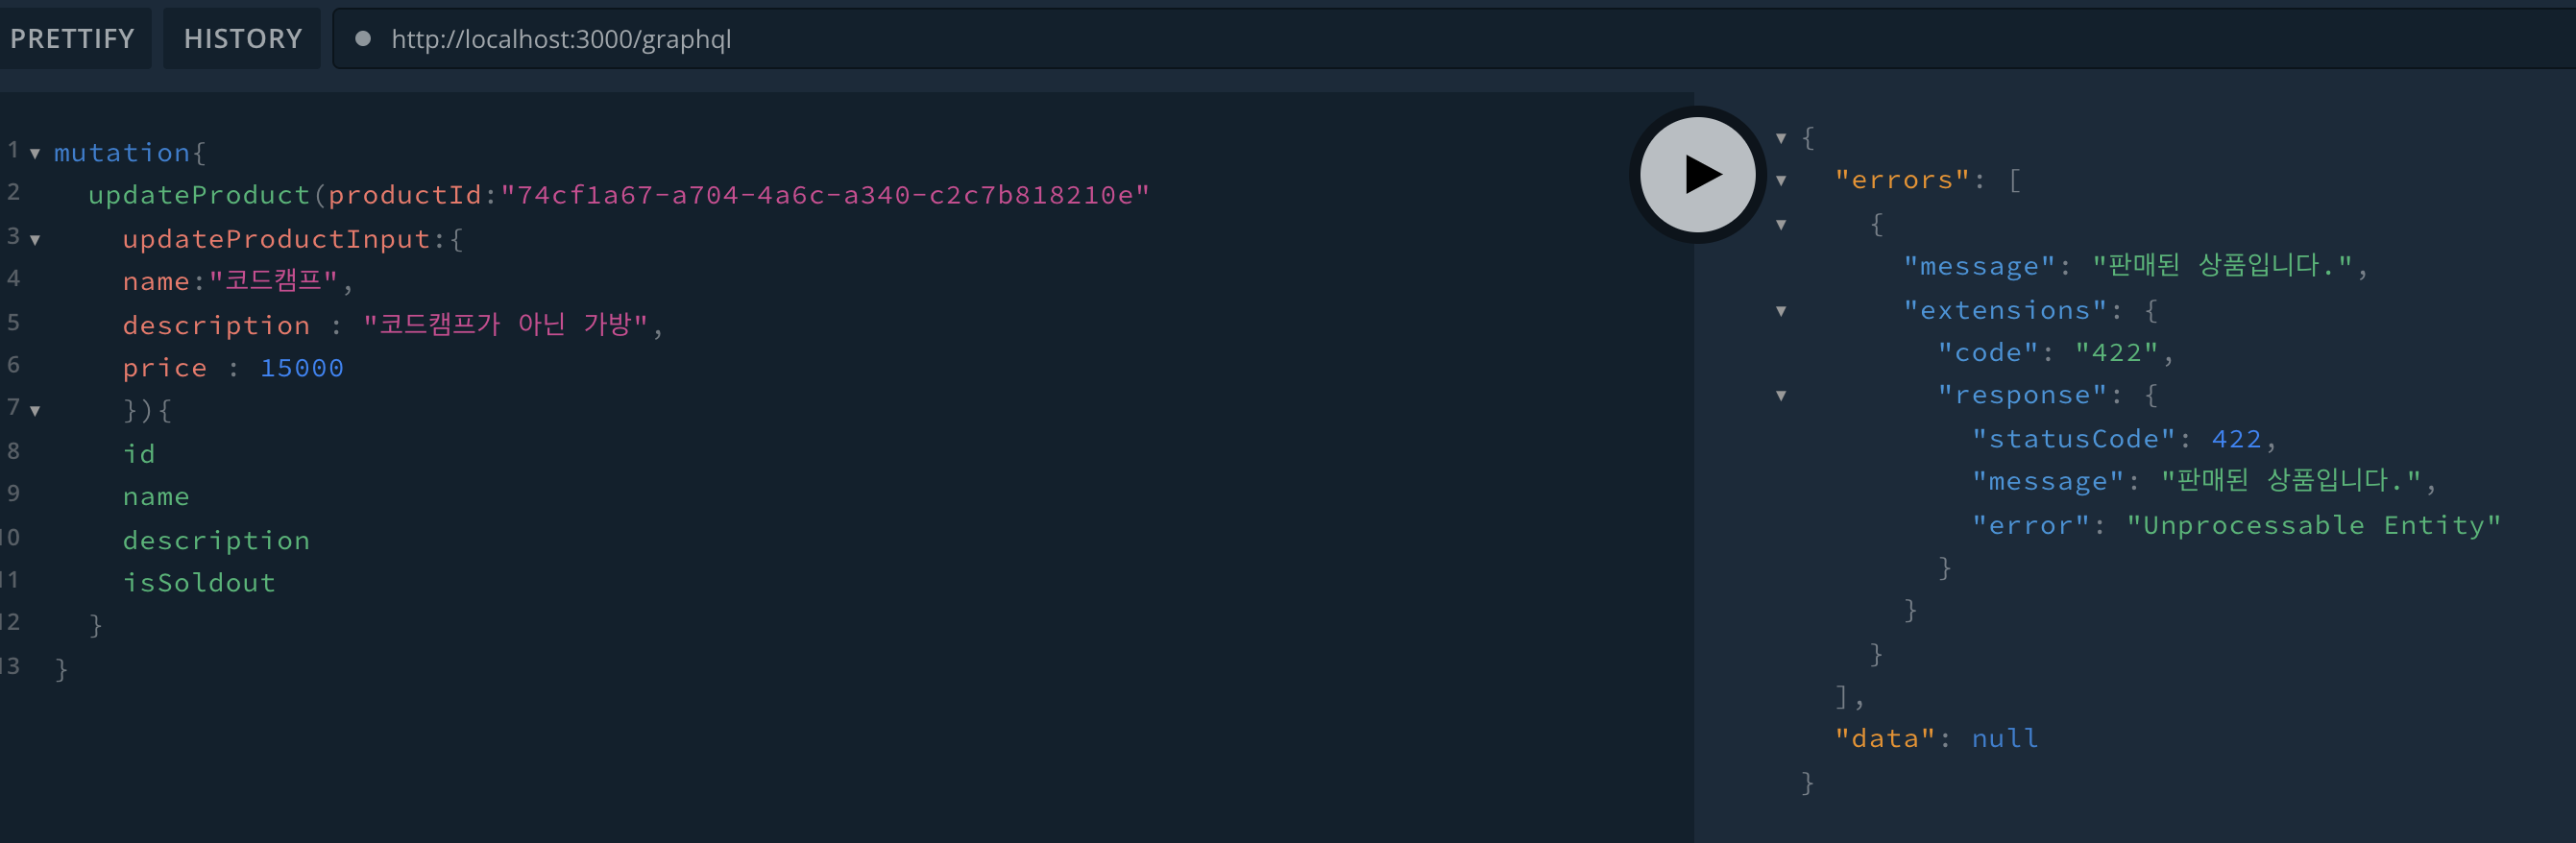 PRETTIFY HISTORY http://localhost:3000/graphql
1 mutation{
2 updateProduct(productId:"74cf1a67-a704-4a6c-a340-c2c7b818210e"
3 updateProductInput:{
4 name:"코드캠프",
5 description : "코드캠프가 아닌 가방",
6 price : 15000
7 }){
8 id
9 name
10 description
11 isSoldout
12 }
13 }
{
"errors": [
{
"message": "판매된 상품입니다.",
"extensions": {
"code": "422",
"response": {
"statusCode": 422,
"message": "판매된 상품입니다.",
"error": "Unprocessable Entity"
}
}
}
],
"data": null
}